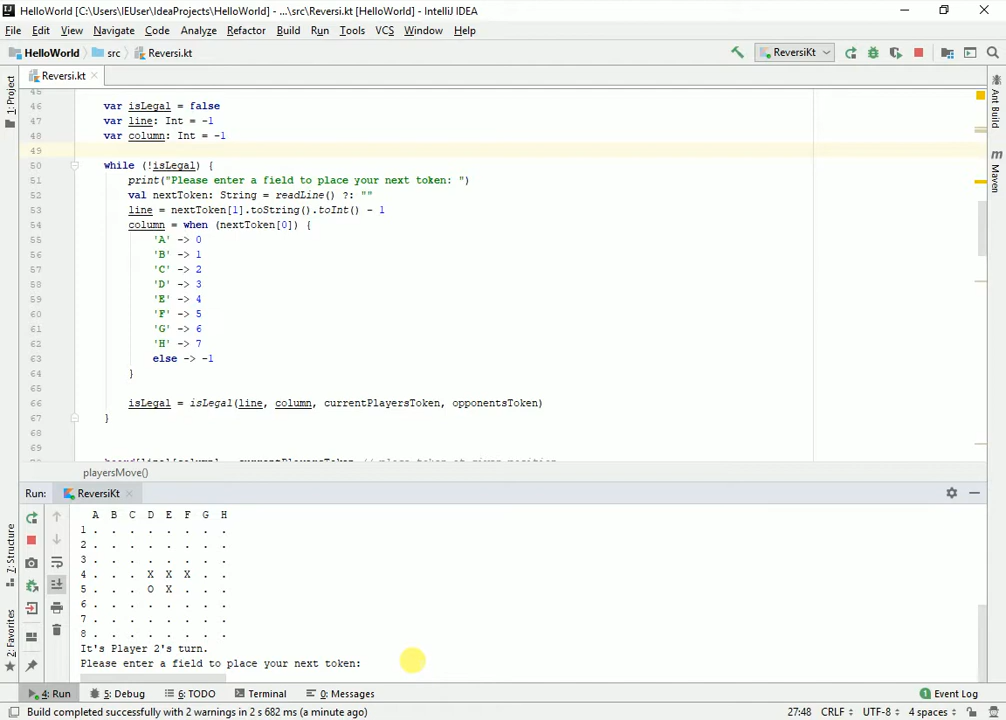 HelloWorld [C:\Users\IEUser\IdeaProjects\HelloWorld] - ...\src\Reversi.kt [HelloWorld] - IntelliJ IDEA
File Edit View Navigate Code Analyze Refactor Build Run Tools VCS Window Help
HelloWorld src Reversi.kt ReversiKt
1: Project
Reversi.kt
Ant Build
Maven
45
46 var isLegal = false
47 var line: Int = -1
48 var column: Int = -1
49
50 while (!isLegal) {
51 print("Please enter a field to place your next token: ")
52 val nextToken: String = readLine() ?: ""
53 line = nextToken[1].toString().toInt() - 1
54 column = when (nextToken[0]) {
55 'A' -> 0
56 'B' -> 1
57 'C' -> 2
58 'D' -> 3
59 'E' -> 4
60 'F' -> 5
61 'G' -> 6
62 'H' -> 7
63 else -> -1
64 }
65
66 isLegal = isLegal(line, column, currentPlayersToken, opponentsToken)
67 }
68
69
playersMove()
Run: ReversiKt
A B C D E F G H
1 . . . . . . . .
2 . . . . . . . .
3 . . . . . . . .
4 . . . X X X . .
5 . . . O X . . .
6 . . . . . . . .
7 . . . . . . . .
8 . . . . . . . .
It's Player 2's turn.
Please enter a field to place your next token:
7: Structure
2: Favorites
4: Run 5: Debug 6: TODO Terminal 0: Messages Event Log
Build completed successfully with 2 warnings in 2 s 682 ms (a minute ago) 27:48 CRLF UTF-8 4 spaces